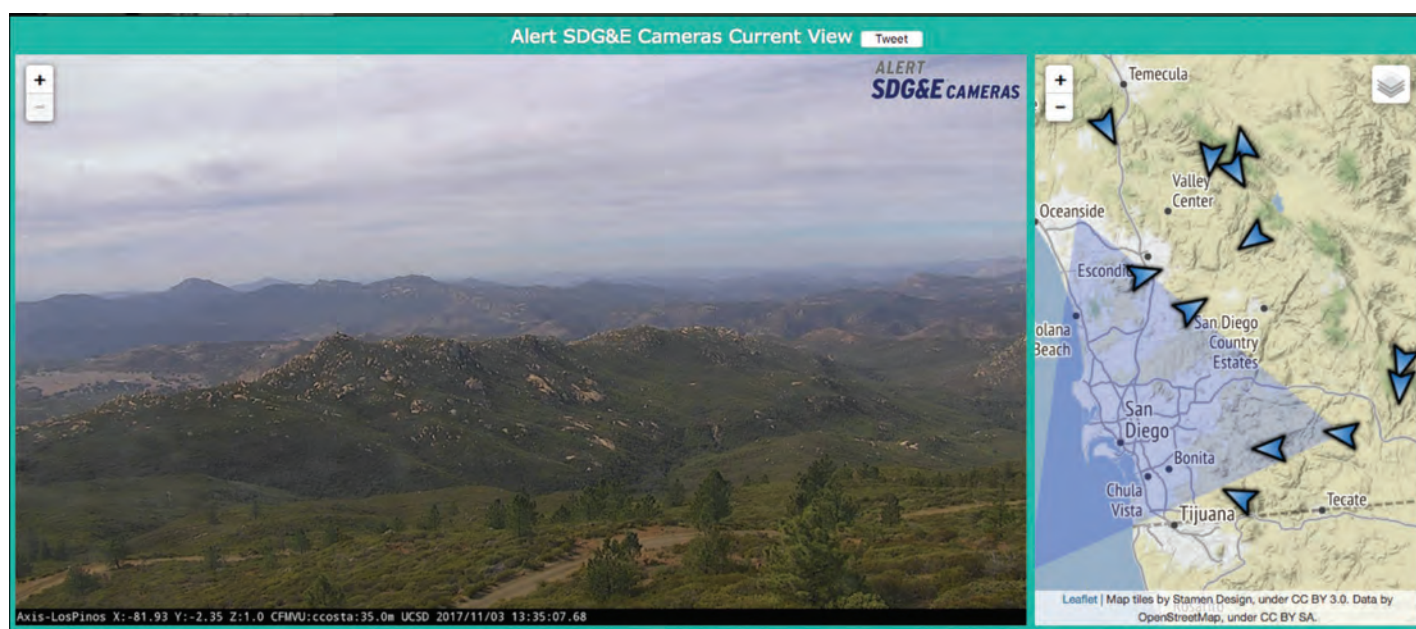 Alert SDG&E Cameras Current View Tweet
+
−
ALERT
SDG&E CAMERAS
Axis-LosPinos X:-81.93 Y:-2.35 Z:1.0 CFMVU:ccosta:35.0m UCSD 2017/11/03 13:35:07.68
+
−
Temecula
Valley
Center
Oceanside
Escondi
olana
Beach
San Diego
Country
Estates
San
Diego
Bonita
Chula
Vista
Tijuana
Tecate
Leaflet | Map tiles by Stamen Design, under CC BY 3.0. Data by
OpenStreetMap, under CC BY SA.